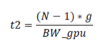 t2 = (N − 1) * g
BW_gpu